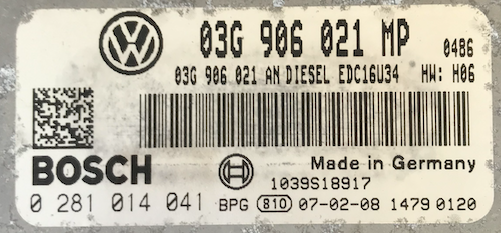 03G 906 021 MP 0486
03G 906 021 AN DIESEL EDC16U34 HW: H06
BOSCH Made in Germany
1039S18917
0 281 014 041 BPG 810 07-02-08 1479 0120